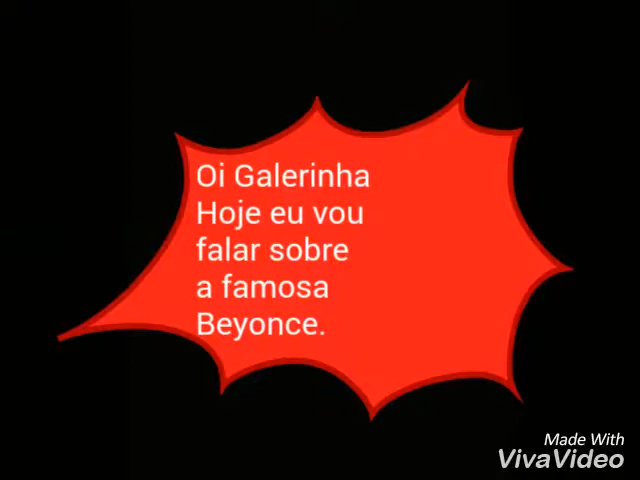 Oi Galerinha
Hoje eu vou
falar sobre
a famosa
Beyonce.
Made With
VivaVideo